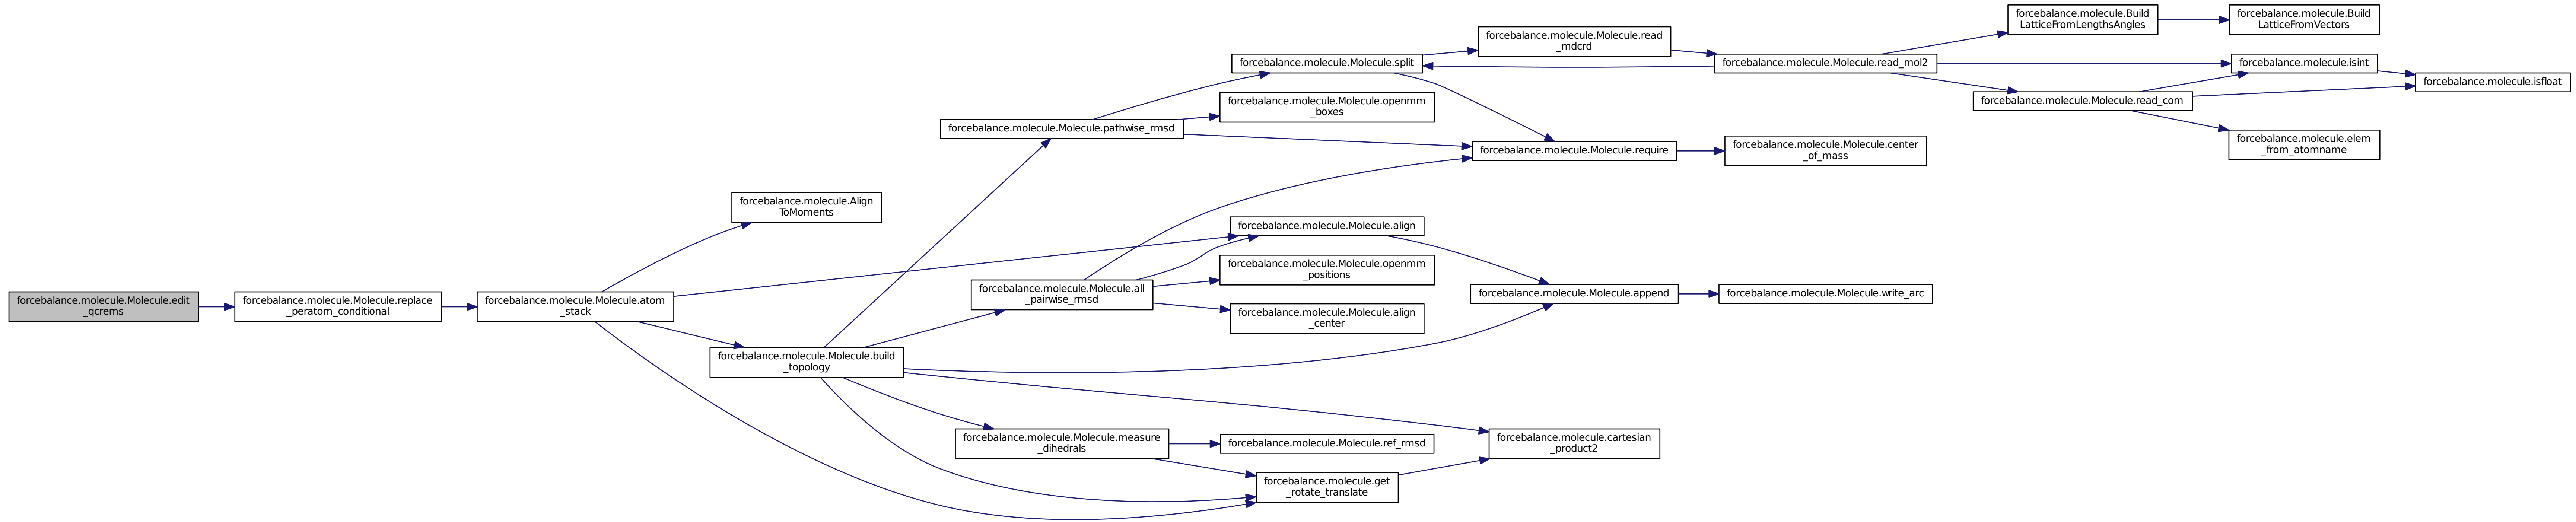 forcebalance.molecule.Molecule.edit
_qcrems
forcebalance.molecule.Molecule.replace
_peratom_conditional
forcebalance.molecule.Molecule.atom
_stack
forcebalance.molecule.Align
ToMoments
forcebalance.molecule.Molecule.build
_topology
forcebalance.molecule.Molecule.pathwise_rmsd
forcebalance.molecule.Molecule.all
_pairwise_rmsd
forcebalance.molecule.Molecule.measure
_dihedrals
forcebalance.molecule.Molecule.split
forcebalance.molecule.Molecule.openmm
_boxes
forcebalance.molecule.Molecule.align
forcebalance.molecule.Molecule.openmm
_positions
forcebalance.molecule.Molecule.align
_center
forcebalance.molecule.Molecule.ref_rmsd
forcebalance.molecule.get
_rotate_translate
forcebalance.molecule.Molecule.read
_mdcrd
forcebalance.molecule.Molecule.require
forcebalance.molecule.Molecule.append
forcebalance.molecule.cartesian
_product2
forcebalance.molecule.Molecule.read_mol2
forcebalance.molecule.Molecule.center
_of_mass
forcebalance.molecule.Molecule.write_arc
forcebalance.molecule.Build
LatticeFromLengthsAngles
forcebalance.molecule.Molecule.read_com
forcebalance.molecule.Build
LatticeFromVectors
forcebalance.molecule.isint
forcebalance.molecule.elem
_from_atomname
forcebalance.molecule.isfloat